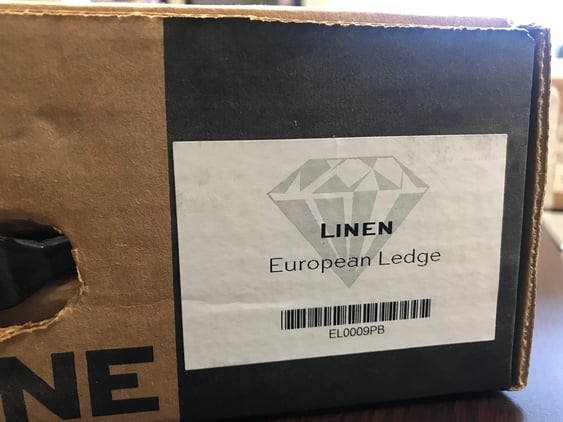 LINEN
European Ledge
EL0009PB
NE